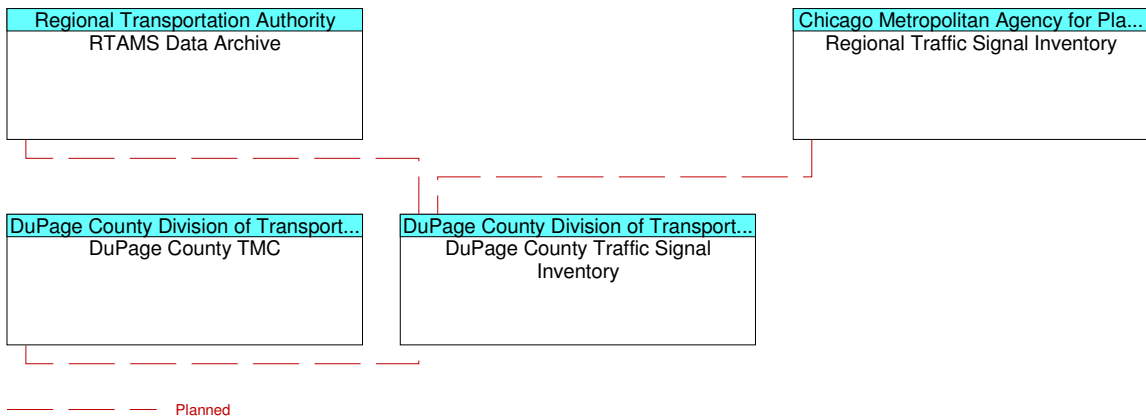 Regional Transportation Authority
RTAMS Data Archive
Chicago Metropolitan Agency for Pla...
Regional Traffic Signal Inventory
DuPage County Division of Transport...
DuPage County TMC
DuPage County Division of Transport...
DuPage County Traffic Signal
Inventory
Planned